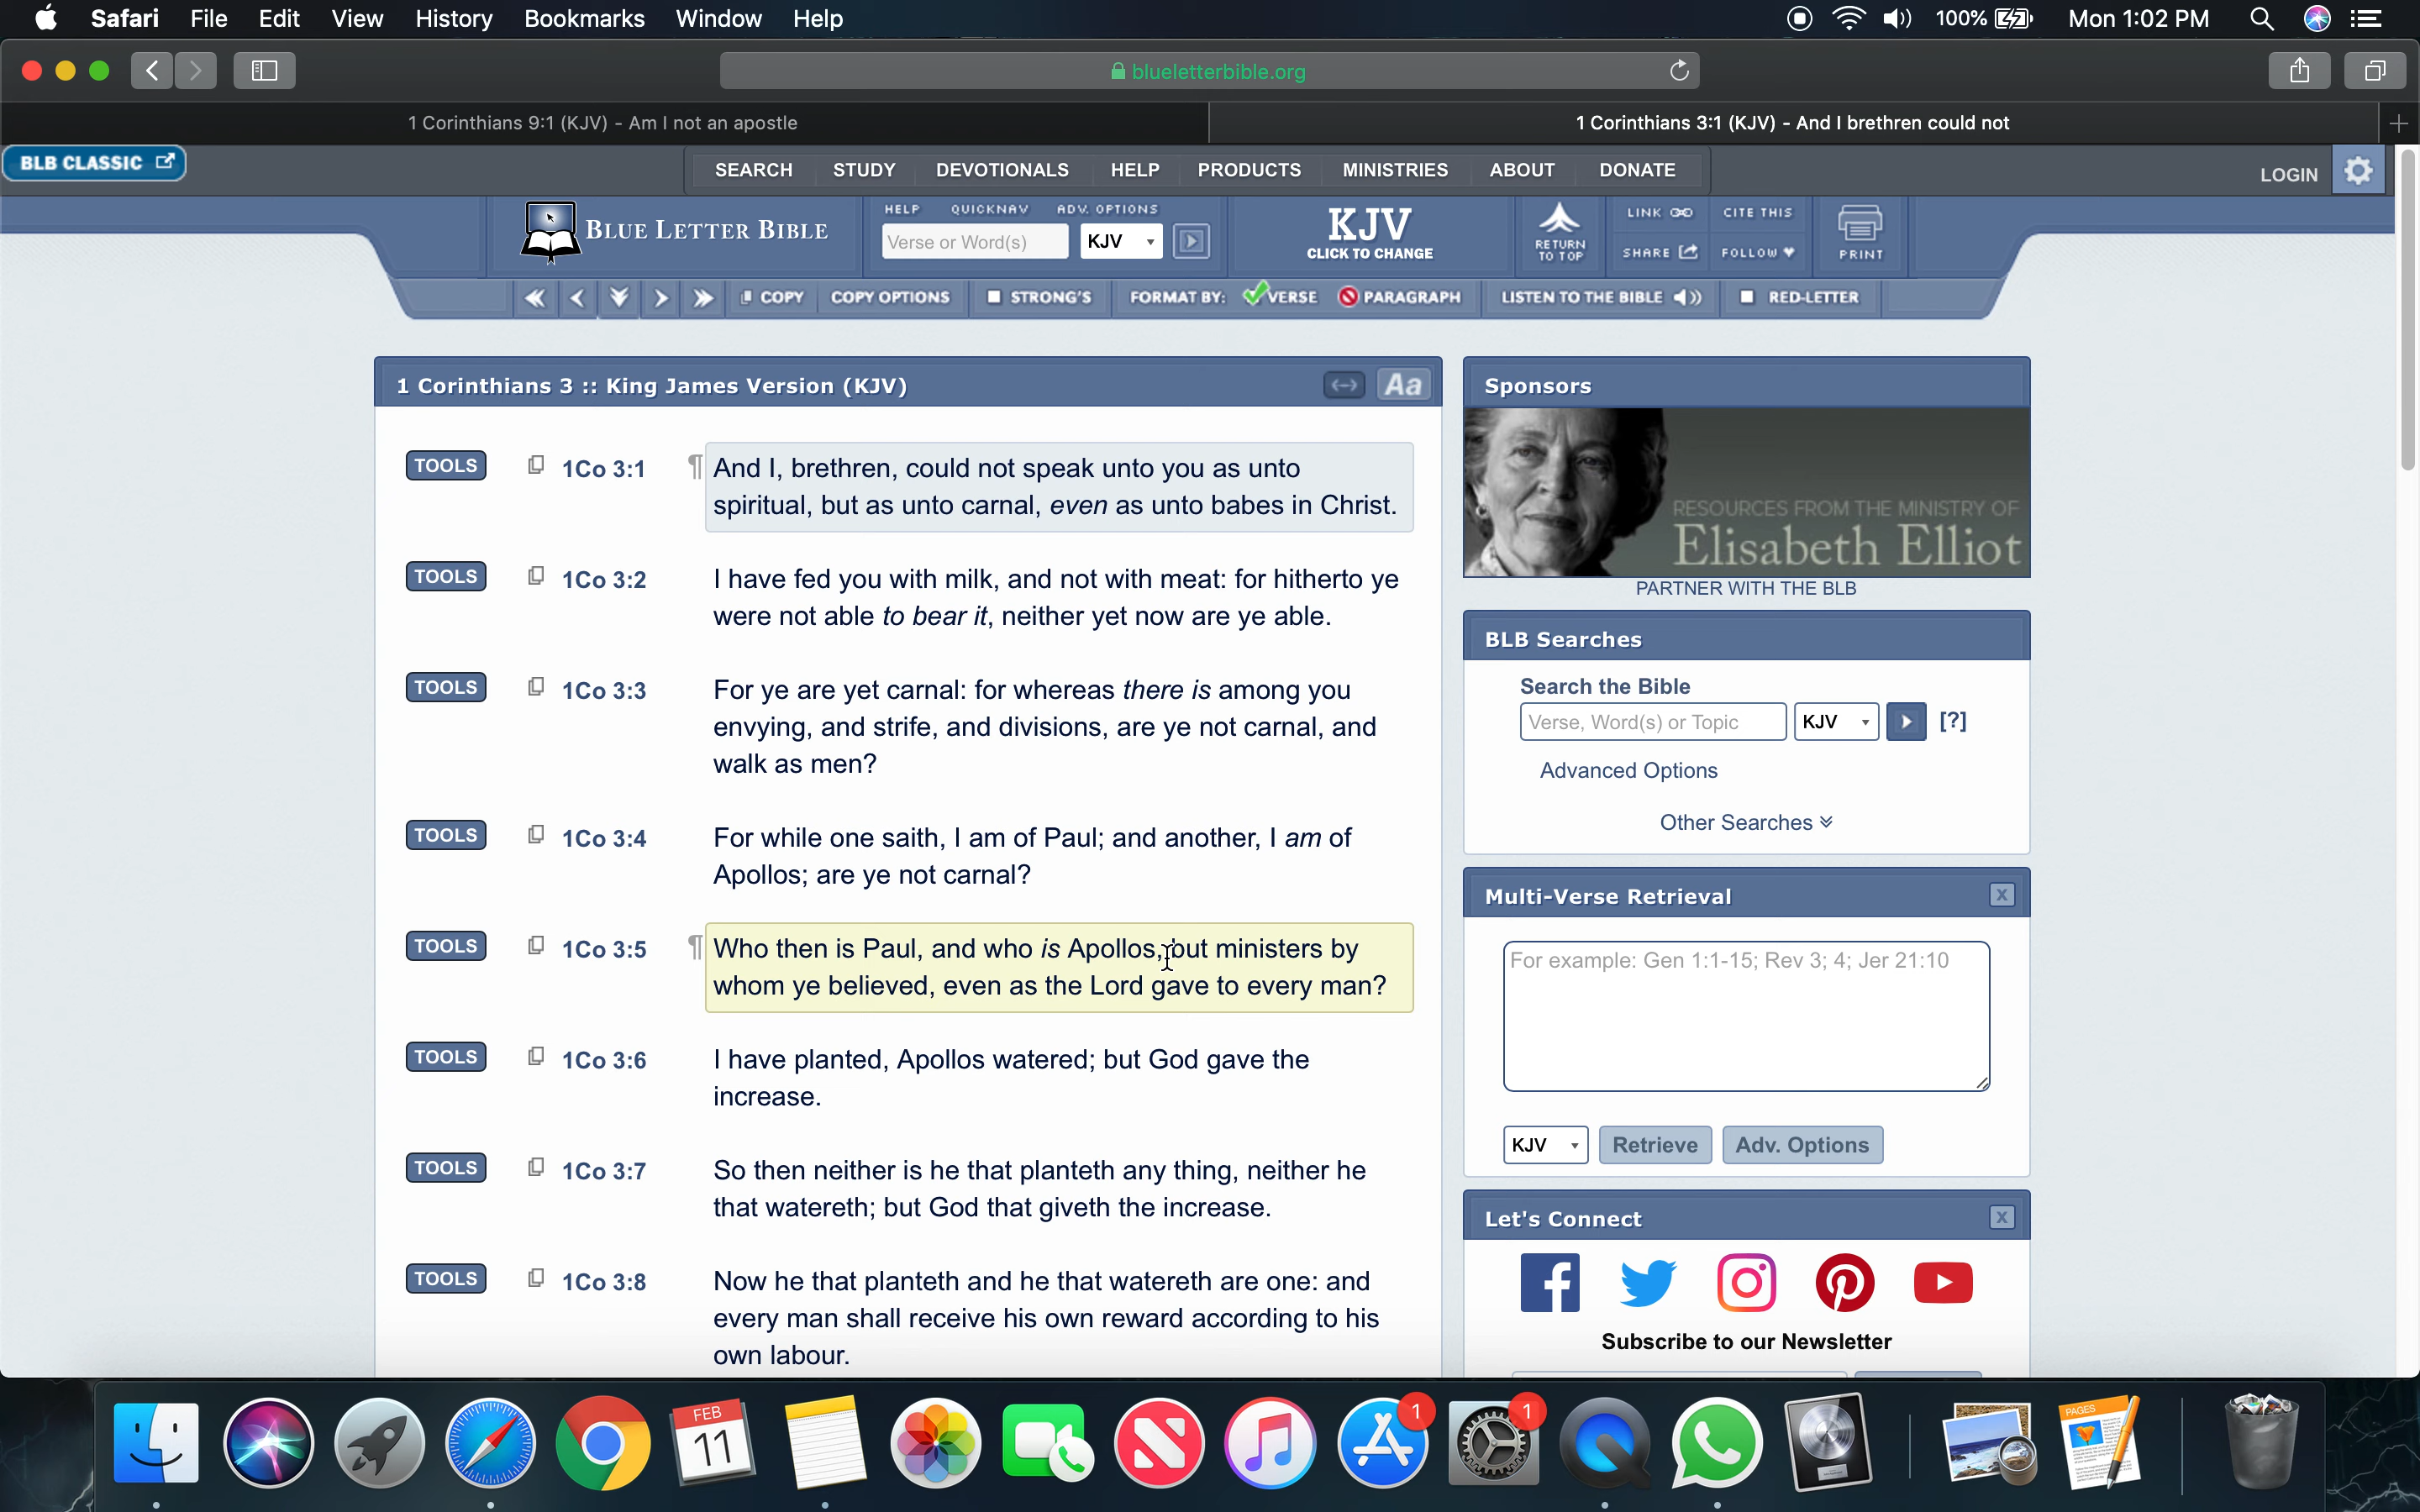 Safari File Edit View History Bookmarks Window Help 100% Mon 1:02 PM
blueletterbible.org
1 Corinthians 9:1 (KJV) - Am I not an apostle
1 Corinthians 3:1 (KJV) - And I brethren could not
BLB CLASSIC
SEARCH STUDY DEVOTIONALS HELP PRODUCTS MINISTRIES ABOUT DONATE
LOGIN
BLUE LETTER BIBLE
HELP QUICKNAV ADV. OPTIONS
Verse or Word(s) KJV
KJV
CLICK TO CHANGE
RETURN
TO TOP
LINK CITE THIS
SHARE FOLLOW
PRINT
COPY COPY OPTIONS STRONG'S FORMAT BY: VERSE PARAGRAPH LISTEN TO THE BIBLE RED-LETTER
1 Corinthians 3 :: King James Version (KJV)
Aa
TOOLS 1Co 3:1 ¶ And I, brethren, could not speak unto you as unto
spiritual, but as unto carnal, even as unto babes in Christ.
TOOLS 1Co 3:2 I have fed you with milk, and not with meat: for hitherto ye
were not able to bear it, neither yet now are ye able.
TOOLS 1Co 3:3 For ye are yet carnal: for whereas there is among you
envying, and strife, and divisions, are ye not carnal, and
walk as men?
TOOLS 1Co 3:4 For while one saith, I am of Paul; and another, I am of
Apollos; are ye not carnal?
TOOLS 1Co 3:5 ¶ Who then is Paul, and who is Apollos, but ministers by
whom ye believed, even as the Lord gave to every man?
TOOLS 1Co 3:6 I have planted, Apollos watered; but God gave the
increase.
TOOLS 1Co 3:7 So then neither is he that planteth any thing, neither he
that watereth; but God that giveth the increase.
TOOLS 1Co 3:8 Now he that planteth and he that watereth are one: and
every man shall receive his own reward according to his
own labour.
Sponsors
RESOURCES FROM THE MINISTRY OF
Elisabeth Elliot
PARTNER WITH THE BLB
BLB Searches
Search the Bible
Verse, Word(s) or Topic KJV [?]
Advanced Options
Other Searches
Multi-Verse Retrieval
X
For example: Gen 1:1-15; Rev 3; 4; Jer 21:10
KJV Retrieve Adv. Options
Let's Connect
X
Subscribe to our Newsletter
FEB
11
1
1
PAGES